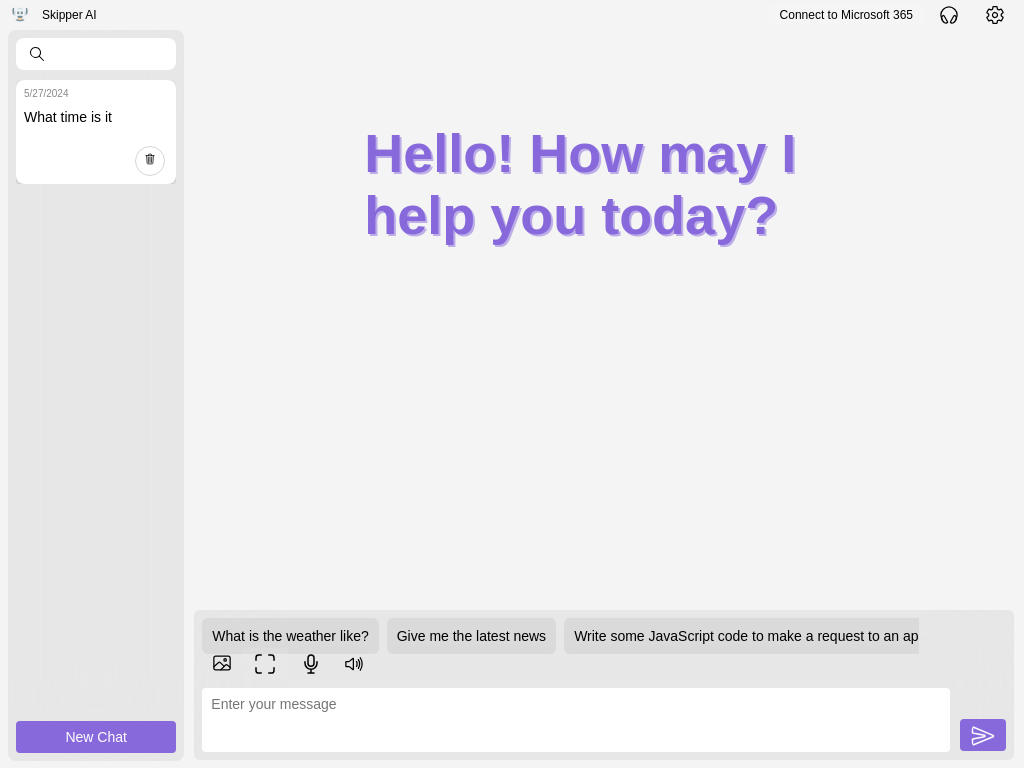 Skipper AI
Connect to Microsoft 365
5/27/2024
What time is it
New Chat
Hello! How may I
help you today?
What is the weather like?
Give me the latest news
Write some JavaScript code to make a request to an ap
Enter your message